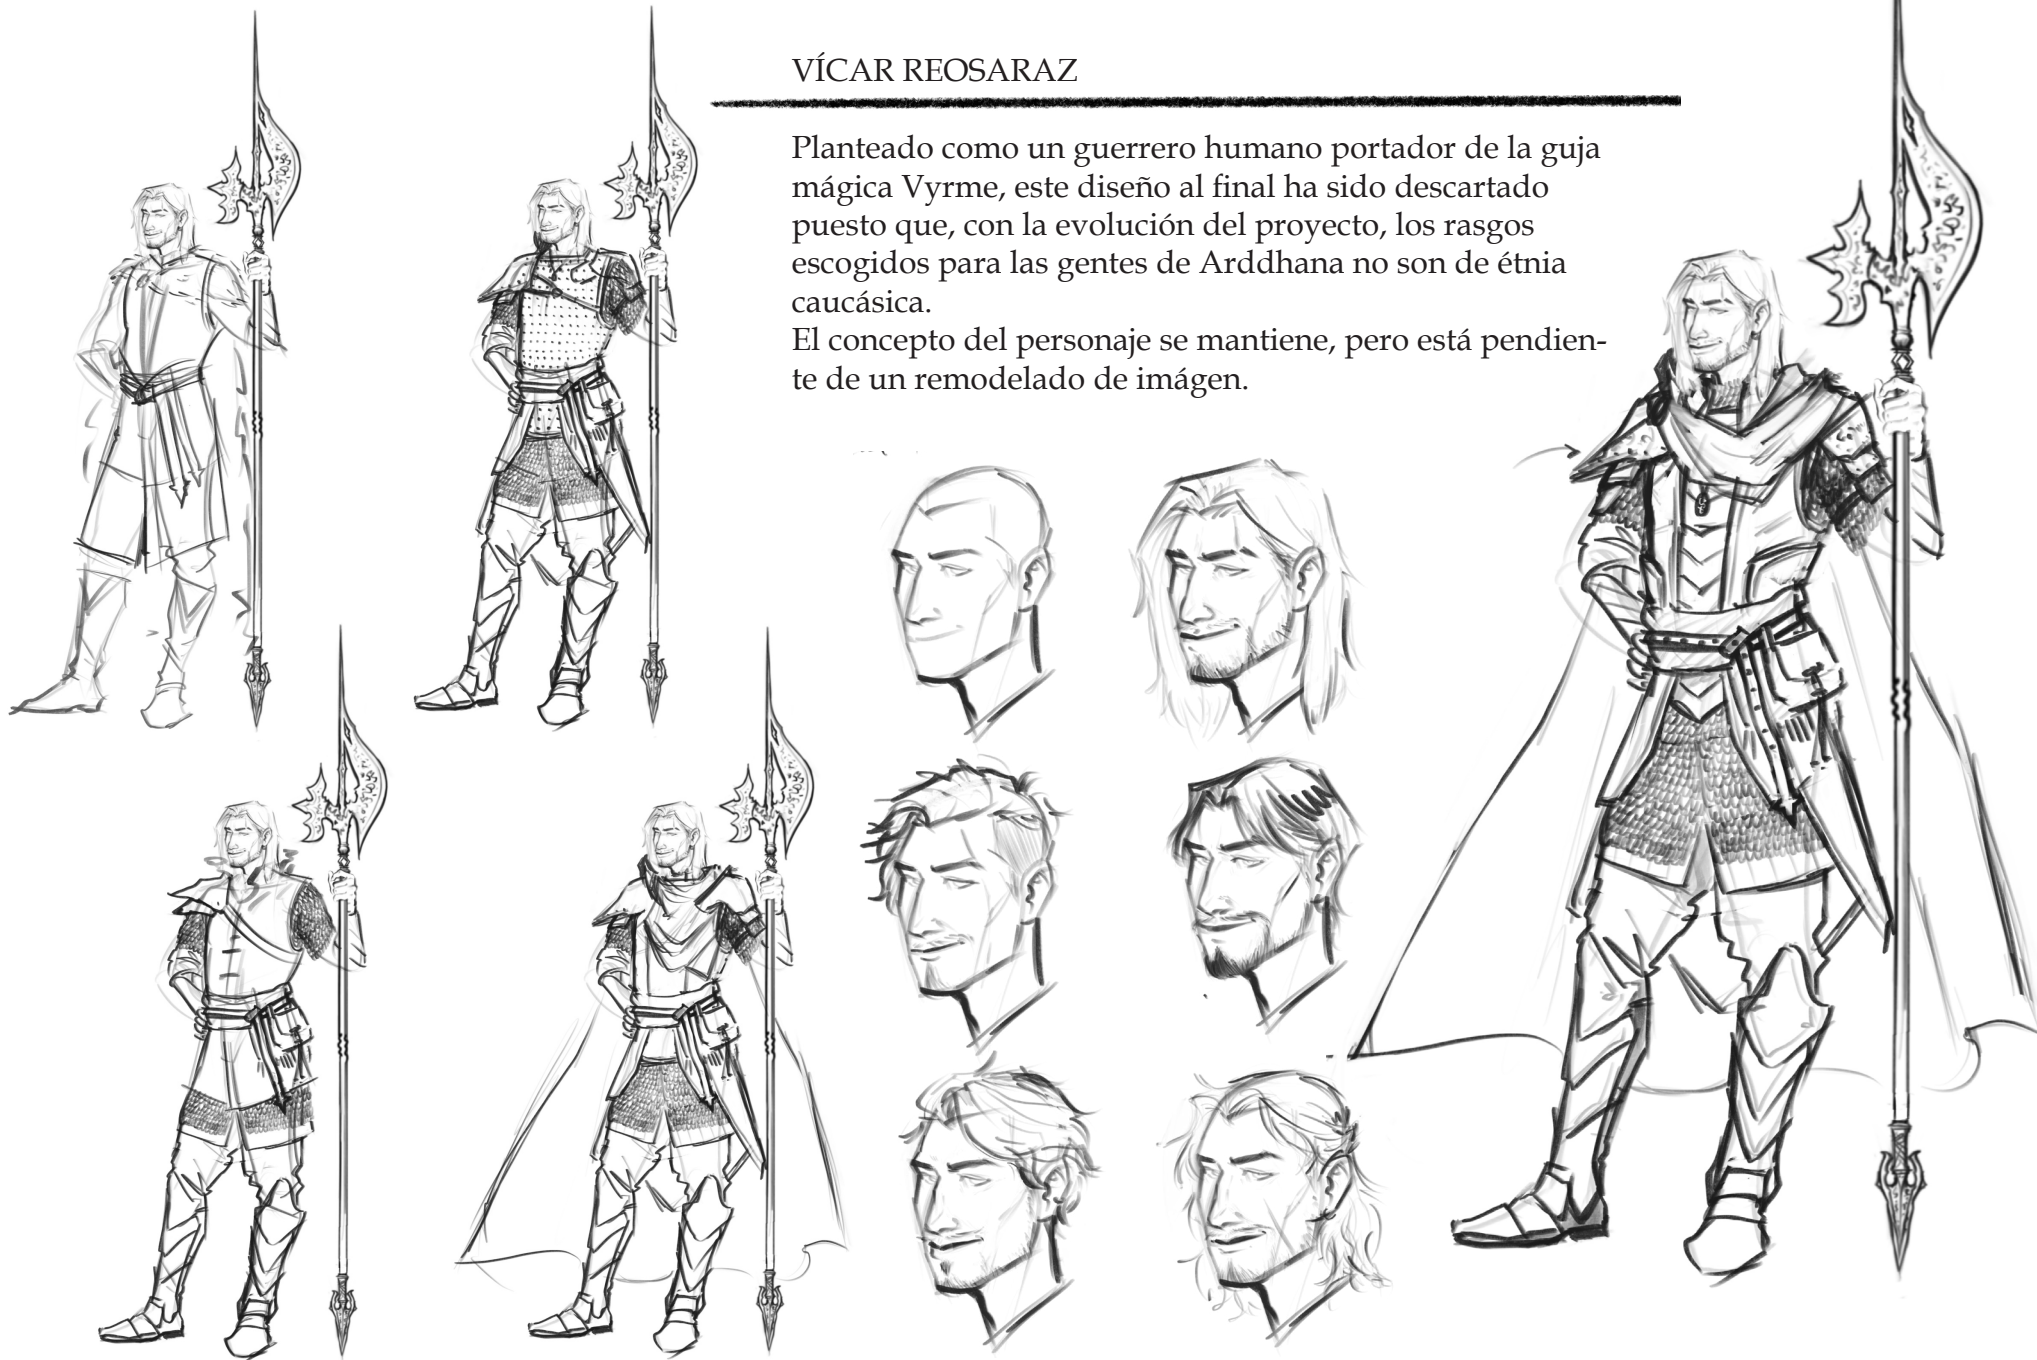 VÍCAR REOSARAZ
Planteado como un guerrero humano portador de la guja
mágica Vyrme, este diseño al final ha sido descartado
puesto que, con la evolución del proyecto, los rasgos
escogidos para las gentes de Arddhana no son de étnia
caucásica.
El concepto del personaje se mantiene, pero está pendien-
te de un remodelado de imágen.